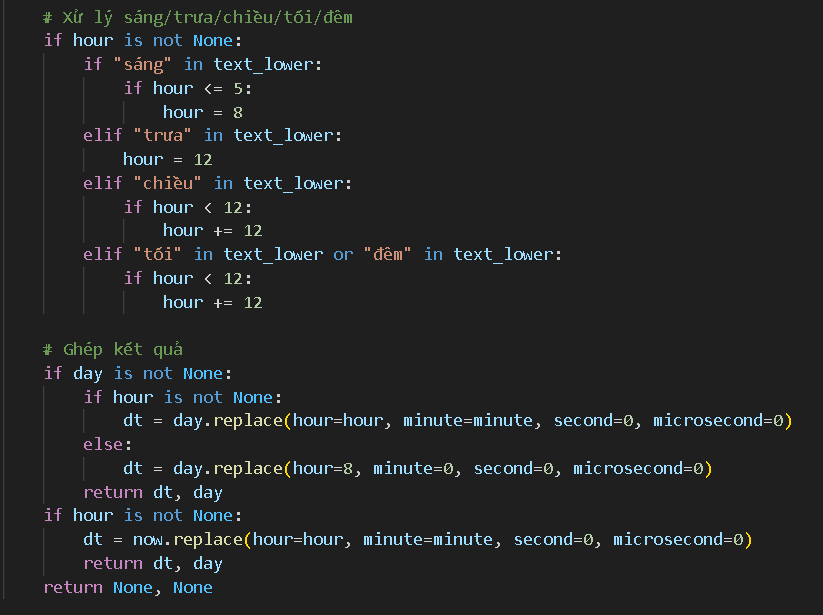 # Xử lý sáng/trưa/chiều/tối/đêm
if hour is not None:
    if "sáng" in text_lower:
        if hour <= 5:
            hour = 8
    elif "trưa" in text_lower:
        hour = 12
    elif "chiều" in text_lower:
        if hour < 12:
            hour += 12
    elif "tối" in text_lower or "đêm" in text_lower:
        if hour < 12:
            hour += 12

# Ghép kết quả
if day is not None:
    if hour is not None:
        dt = day.replace(hour=hour, minute=minute, second=0, microsecond=0)
    else:
        dt = day.replace(hour=8, minute=0, second=0, microsecond=0)
    return dt, day
if hour is not None:
    dt = now.replace(hour=hour, minute=minute, second=0, microsecond=0)
    return dt, day
return None, None